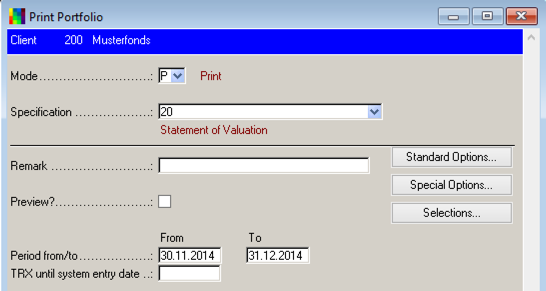 Print Portfolio
Client 200 Musterfonds
Mode...........................: P Print
Specification ..................: 20
Statement of Valuation
Remark ........................:
Standard Options...
Special Options...
Preview?.......................:
Selections...
From To
Period from/to..................: 30.11.2014 31.12.2014
TRX until system entry date ..: